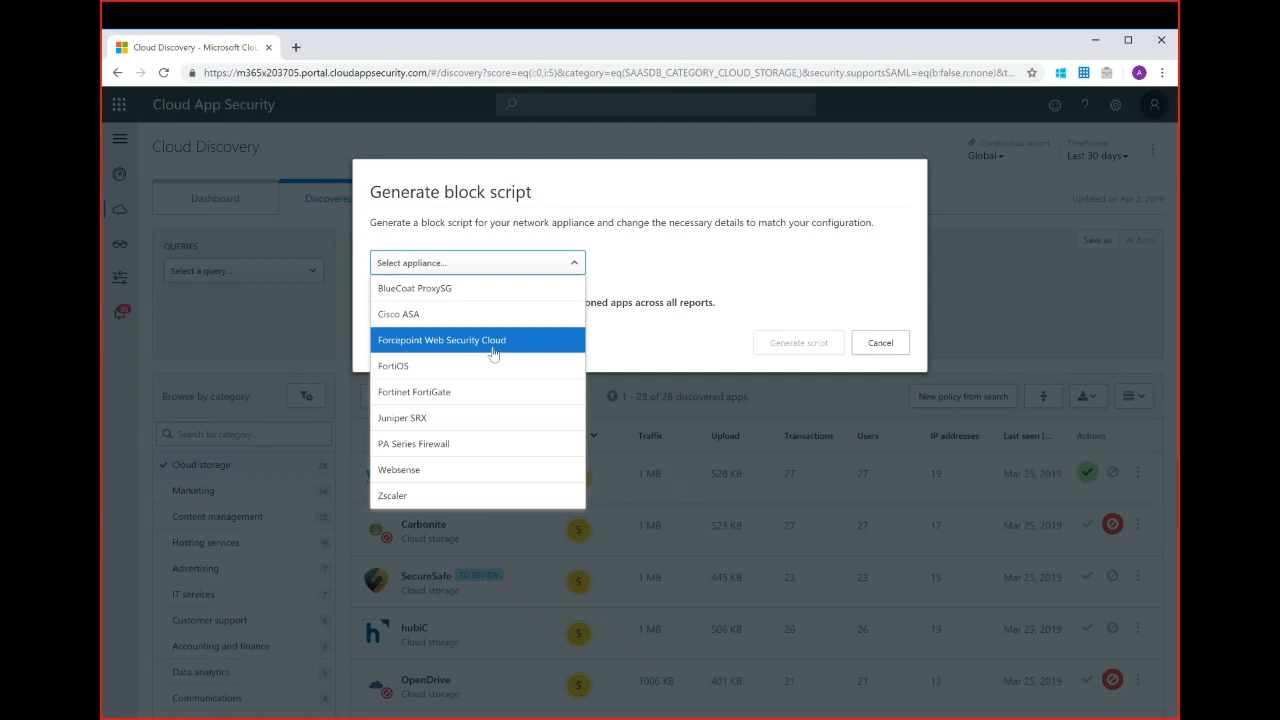 Cloud Discovery - Microsoft Clou
https://m365x203705.portal.cloudappsecurity.com/#/discovery?score=eq(i:0,i:5)&category=eq(SAASDB_CATEGORY_CLOUD_STORAGE,)&security.supportsSAML=eq(b:false,n:none)&t...
A
Cloud App Security
Cloud Discovery
Continuous report
Timeframe
Global
Last 30 days
Dashboard
Discovered
Updated on Apr 2, 2019
QUERIES
Select a query...
Save as
Basic
Generate block script
Generate a block script for your network appliance and change the necessary details to match your configuration.
Select appliance...
BlueCoat ProxySG
Cisco ASA
Forcepoint Web Security Cloud
FortiOS
Fortinet FortiGate
Juniper SRX
PA Series Firewall
Websense
Zscaler
oned apps across all reports.
Generate script
Cancel
Browse by category:
1 - 28 of 28 discovered apps
New policy from search
Search for category...
Traffic Upload Transactions Users IP addresses Last seen (... Actions
Cloud storage 28
Marketing 14
Content management 10
Hosting services 9
Advertising 7
IT services 7
Customer support 6
Accounting and finance 5
Data analytics 5
Communications 4
1 MB 528 KB 27 27 19 Mar 25, 2019
Carbonite
Cloud storage
5 1 MB 523 KB 27 27 17 Mar 25, 2019
SecureSafe TO REVIEW
Cloud storage
5 1 MB 445 KB 23 23 15 Mar 25, 2019
hubiC
Cloud storage
5 1 MB 506 KB 26 26 19 Mar 25, 2019
OpenDrive
Cloud storage
5 1006 KB 401 KB 21 21 13 Mar 25, 2019